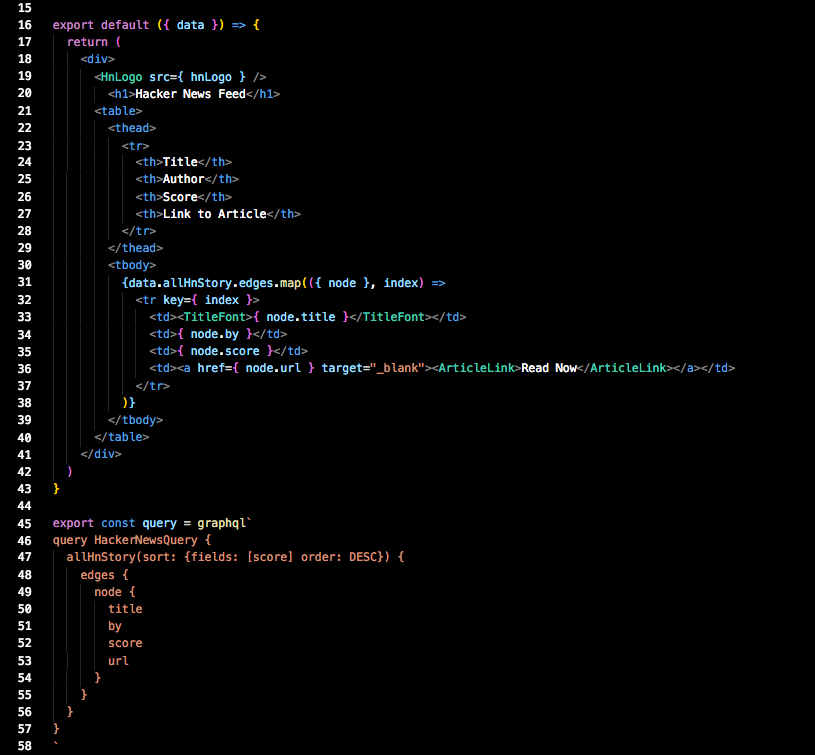 15
16 export default ({ data }) => {
17   return (
18     <div>
19       <HnLogo src={ hnLogo } />
20         <h1>Hacker News Feed</h1>
21       <table>
22         <thead>
23           <tr>
24             <th>Title</th>
25             <th>Author</th>
26             <th>Score</th>
27             <th>Link to Article</th>
28           </tr>
29         </thead>
30         <tbody>
31           {data.allHnStory.edges.map(({ node }, index) =>
32             <tr key={ index }>
33               <td><TitleFont>{ node.title }</TitleFont></td>
34               <td>{ node.by }</td>
35               <td>{ node.score }</td>
36               <td><a href={ node.url } target="_blank"><ArticleLink>Read Now</ArticleLink></a></td>
37             </tr>
38           )}
39         </tbody>
40       </table>
41     </div>
42   )
43 }
44
45 export const query = graphql`
46 query HackerNewsQuery {
47   allHnStory(sort: {fields: [score] order: DESC}) {
48     edges {
49       node {
50         title
51         by
52         score
53         url
54       }
55     }
56   }
57 }
58 `